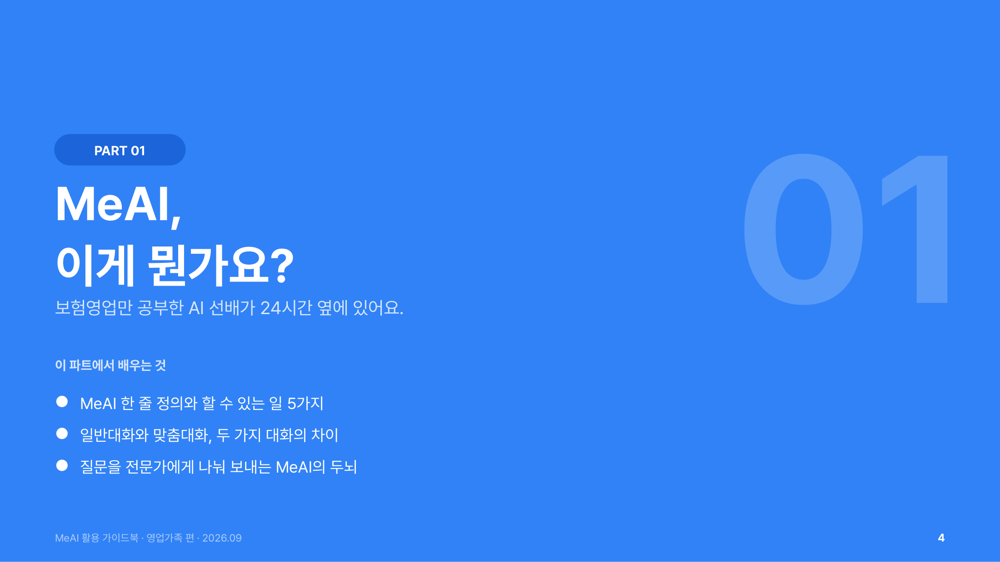 PART 01
MeAI,
이게 뭔가요?
01
보험영업만 공부한 AI 선배가 24시간 옆에 있어요.
이 파트에서 배우는 것
● MeAI 한 줄 정의와 할 수 있는 일 5가지
● 일반대화와 맞춤대화, 두 가지 대화의 차이
● 질문을 전문가에게 나눠 보내는 MeAI의 두뇌
MeAI 활용 가이드북 · 영업가족 편 · 2026.09
4